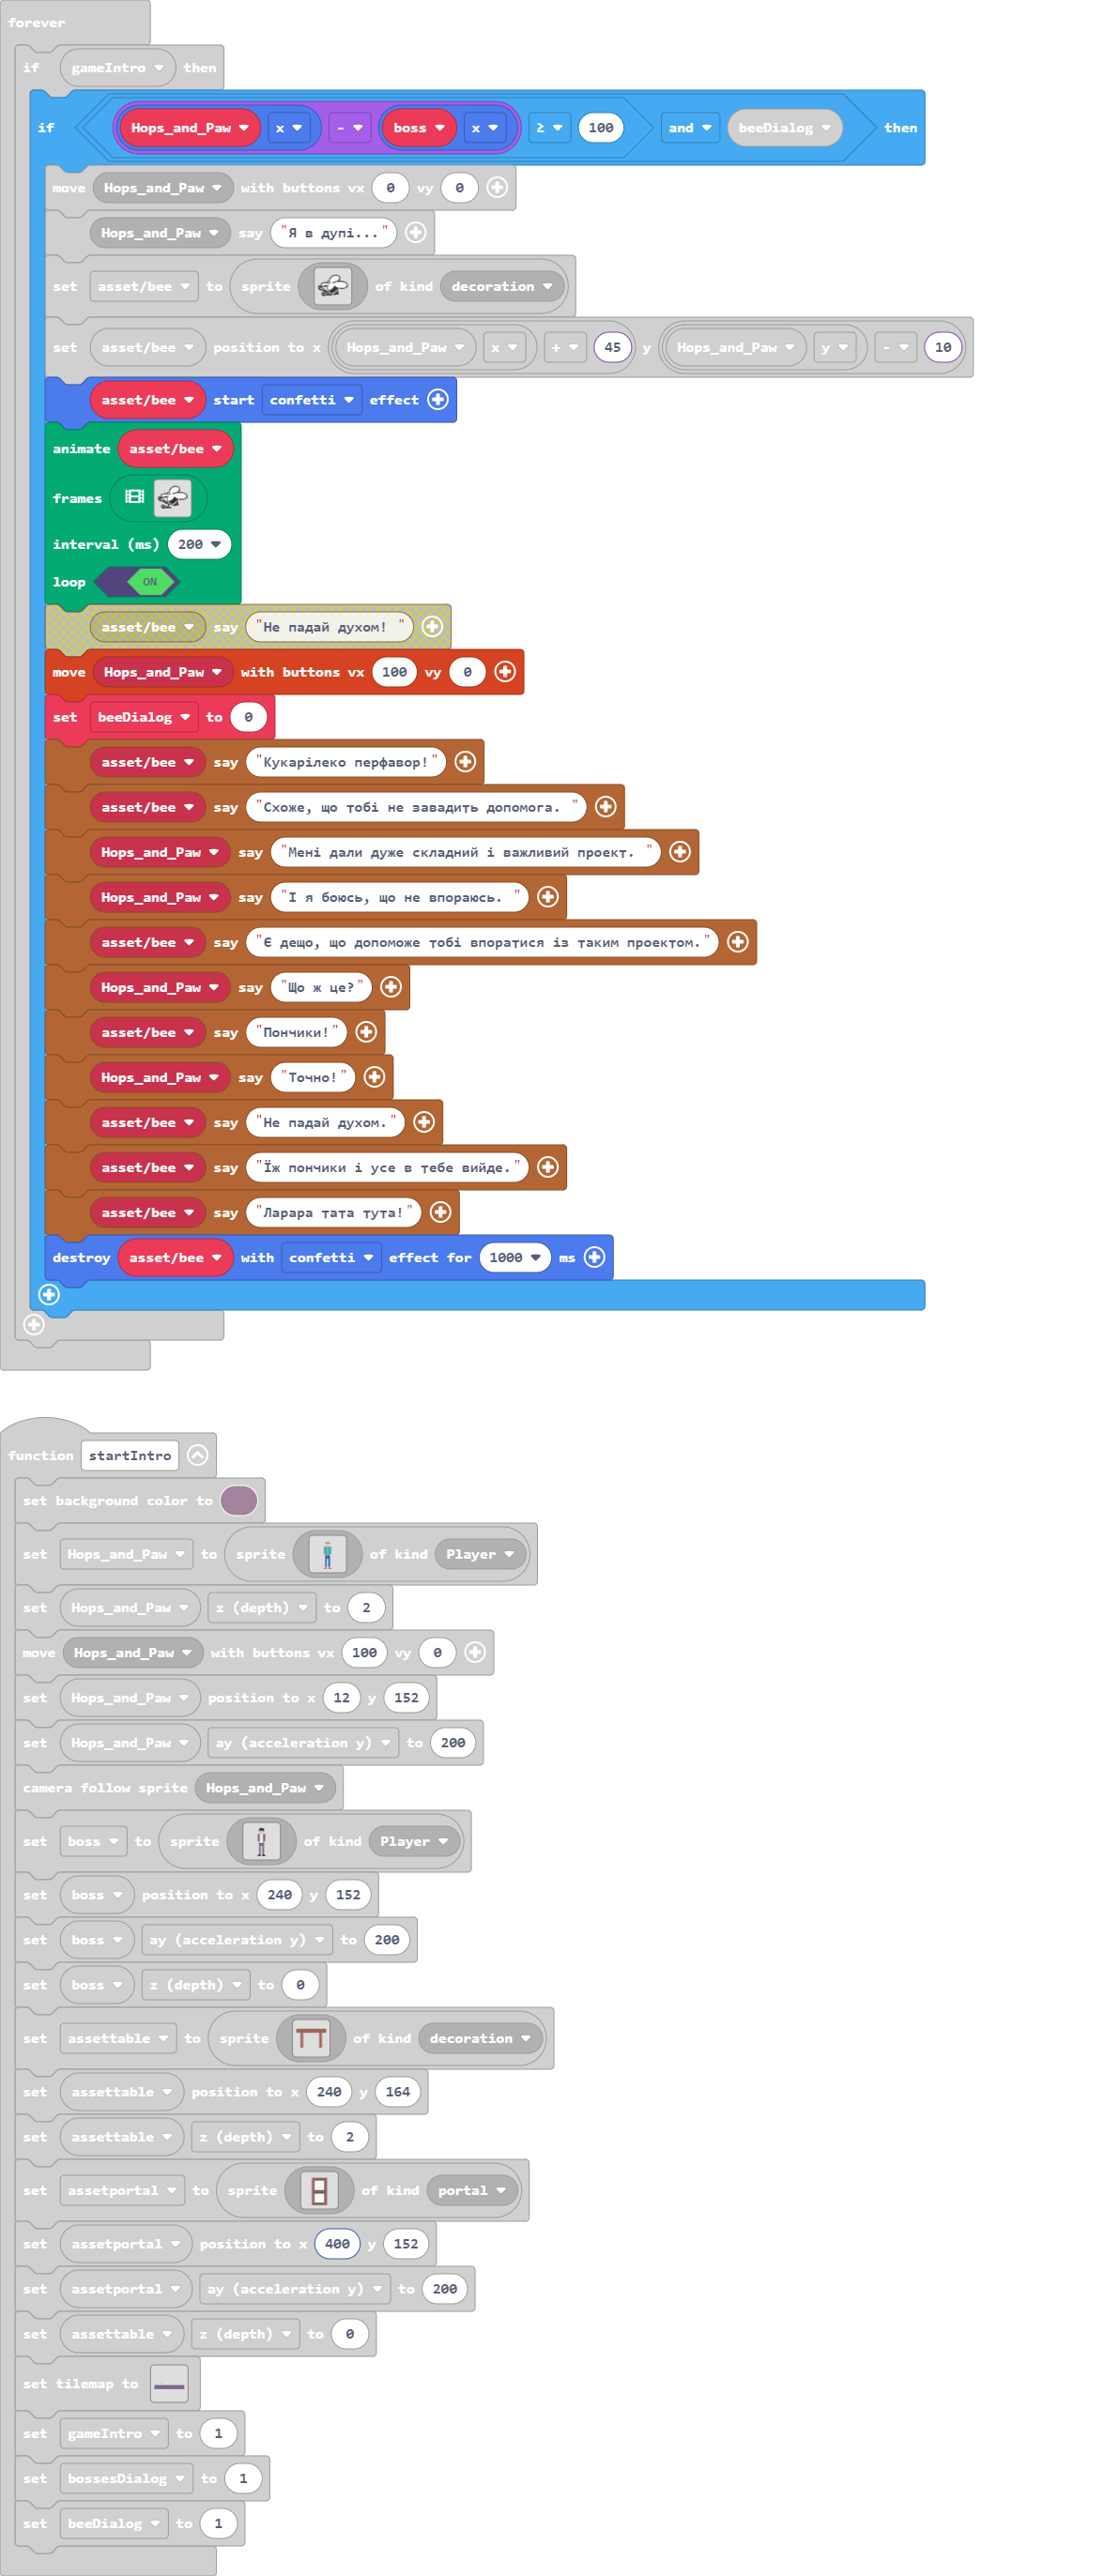 forever
if gameIntro then
if Hops_and_Paw x - boss x ≥ 100 and beeDialog then
move Hops_and_Paw with buttons vx 0 vy 0
Hops_and_Paw say "Я в дупі..."
set asset/bee to sprite of kind decoration
set asset/bee position to x Hops_and_Paw x + 45 y Hops_and_Paw y - 10
asset/bee start confetti effect
animate asset/bee
frames
interval (ms) 200
loop ON
asset/bee say "Не падай духом! "
move Hops_and_Paw with buttons vx 100 vy 0
set beeDialog to 0
asset/bee say "Кукарілеко перфавор!"
asset/bee say "Схоже, що тобі не завадить допомога. "
Hops_and_Paw say "Мені дали дуже складний і важливий проект. "
Hops_and_Paw say "І я боюсь, що не впораюсь. "
asset/bee say "Є дещо, що допоможе тобі впоратися із таким проектом."
Hops_and_Paw say "Що ж це?"
asset/bee say "Пончики!"
Hops_and_Paw say "Точно!"
asset/bee say "Не падай духом."
asset/bee say "Їж пончики і усе в тебе вийде."
asset/bee say "Ларара тата тута!"
destroy asset/bee with confetti effect for 1000 ms
function startIntro
set background color to
set Hops_and_Paw to sprite of kind Player
set Hops_and_Paw z (depth) to 2
move Hops_and_Paw with buttons vx 100 vy 0
set Hops_and_Paw position to x 12 y 152
set Hops_and_Paw ay (acceleration y) to 200
camera follow sprite Hops_and_Paw
set boss to sprite of kind Player
set boss position to x 240 y 152
set boss ay (acceleration y) to 200
set boss z (depth) to 0
set assettable to sprite of kind decoration
set assettable position to x 240 y 164
set assettable z (depth) to 2
set assetportal to sprite of kind portal
set assetportal position to x 400 y 152
set assetportal ay (acceleration y) to 200
set assettable z (depth) to 0
set tilemap to
set gameIntro to 1
set bossesDialog to 1
set beeDialog to 1